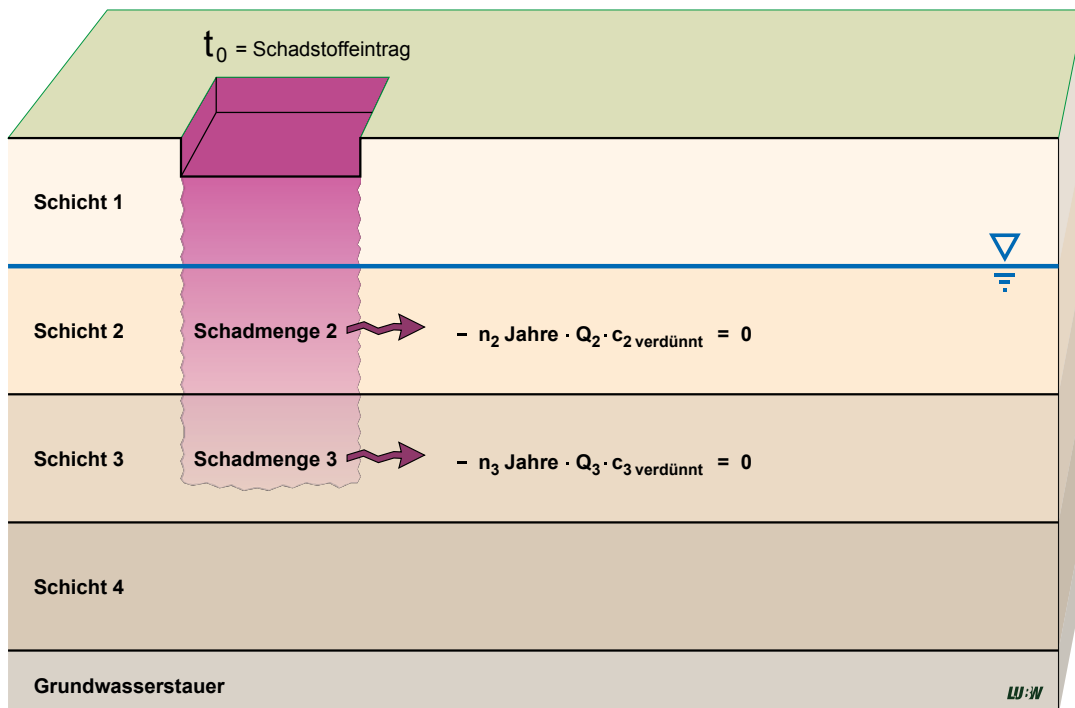 t₀ = Schadstoffeintrag
Schicht 1
Schicht 2
Schadmenge 2
– n₂ Jahre · Q₂ · c₂ verdünnt = 0
Schicht 3
Schadmenge 3
– n₃ Jahre · Q₃ · c₃ verdünnt = 0
Schicht 4
Grundwasserstauer
LUBW